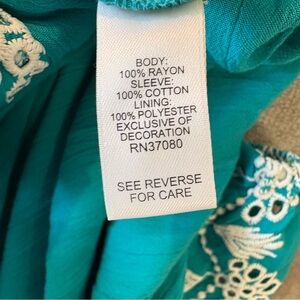 BODY:
100% RAYON
SLEEVE:
100% COTTON
LINING:
100% POLYESTER
EXCLUSIVE OF
DECORATION
RN37080
SEE REVERSE
FOR CARE